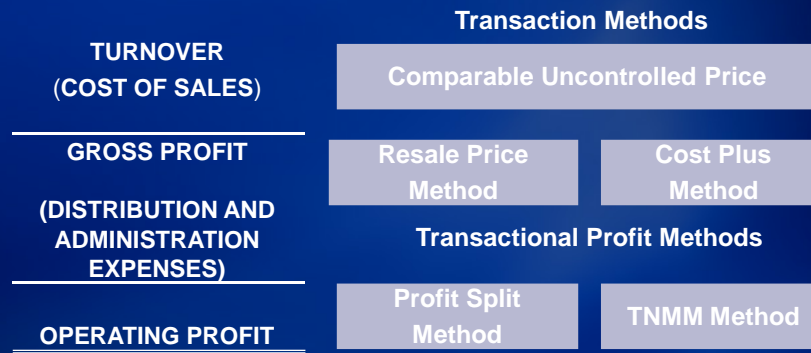 TURNOVER
(COST OF SALES)
GROSS PROFIT
(DISTRIBUTION AND
ADMINISTRATION
EXPENSES)
OPERATING PROFIT
Transaction Methods
Comparable Uncontrolled Price
Resale Price
Method
Cost Plus
Method
Transactional Profit Methods
Profit Split
Method
TNMM Method